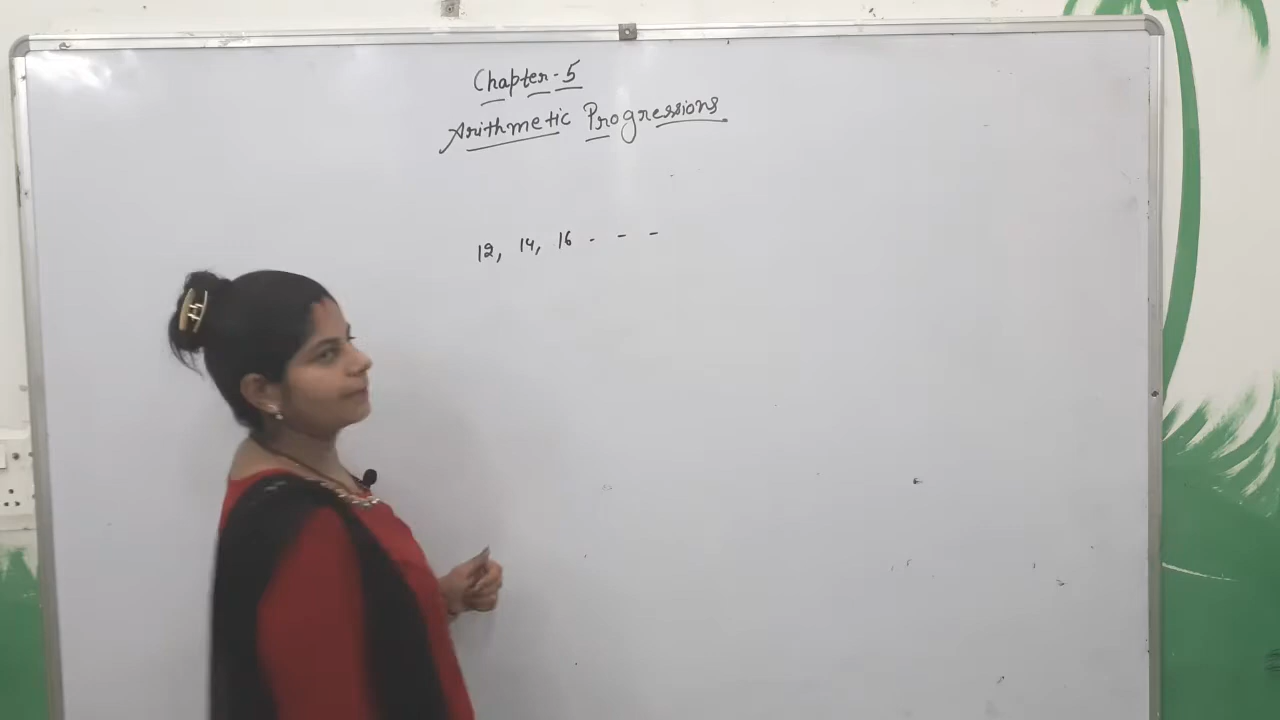 Chapter-5
Arithmetic Progressions
12, 14, 16 - - -